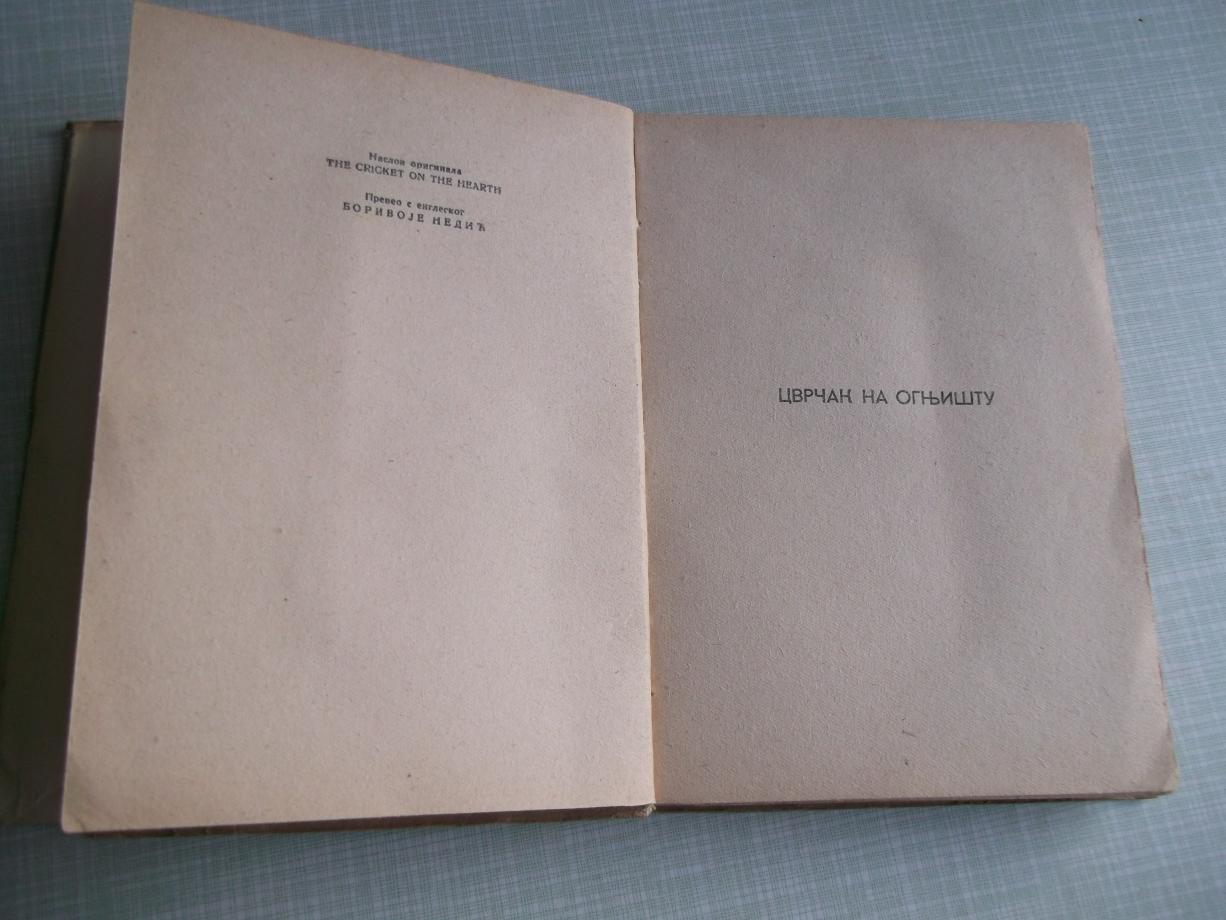 Наслов оригинала
THE CRICKET ON THE HEARTH
Превео с енглеског
БОРИВОЈЕ НЕДИЋ
ЦВРЧАК НА ОГЊИШТУ